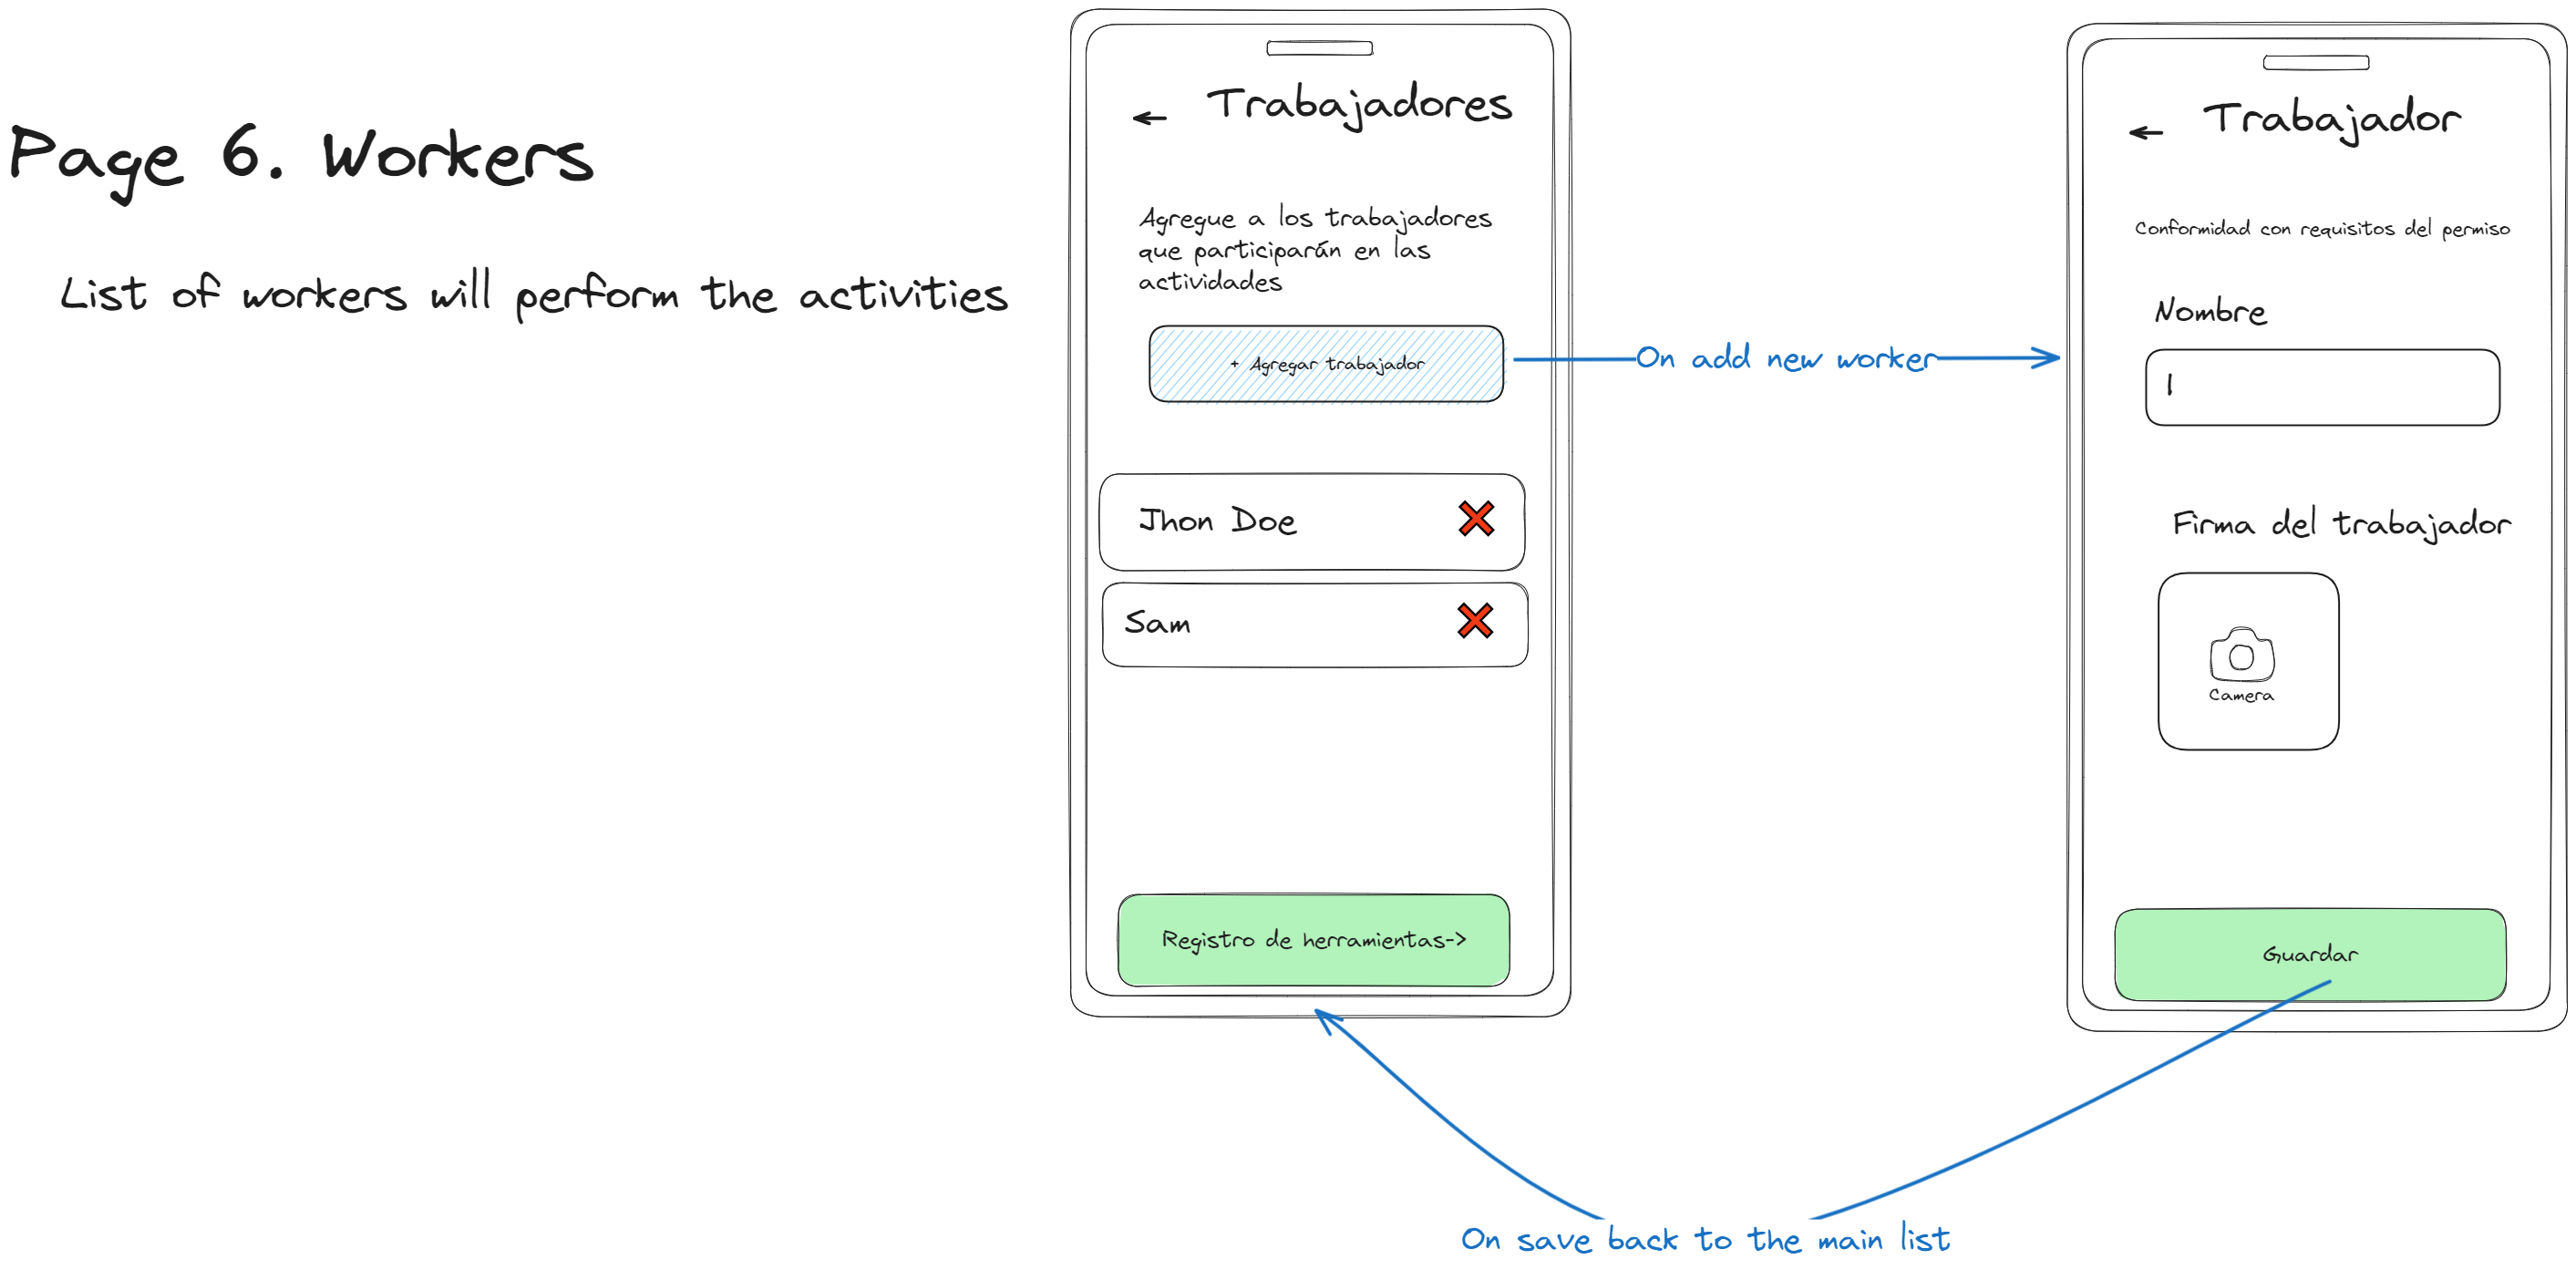 Page 6. Workers
List of workers will perform the activities
← Trabajadores
Agregue a los trabajadores
que participarán en las
actividades
+ Agregar trabajador
On add new worker
Jhon Doe
Sam
Registro de herramientas->
← Trabajador
Conformidad con requisitos del permiso
Nombre
Firma del trabajador
Camera
Guardar
On save back to the main list